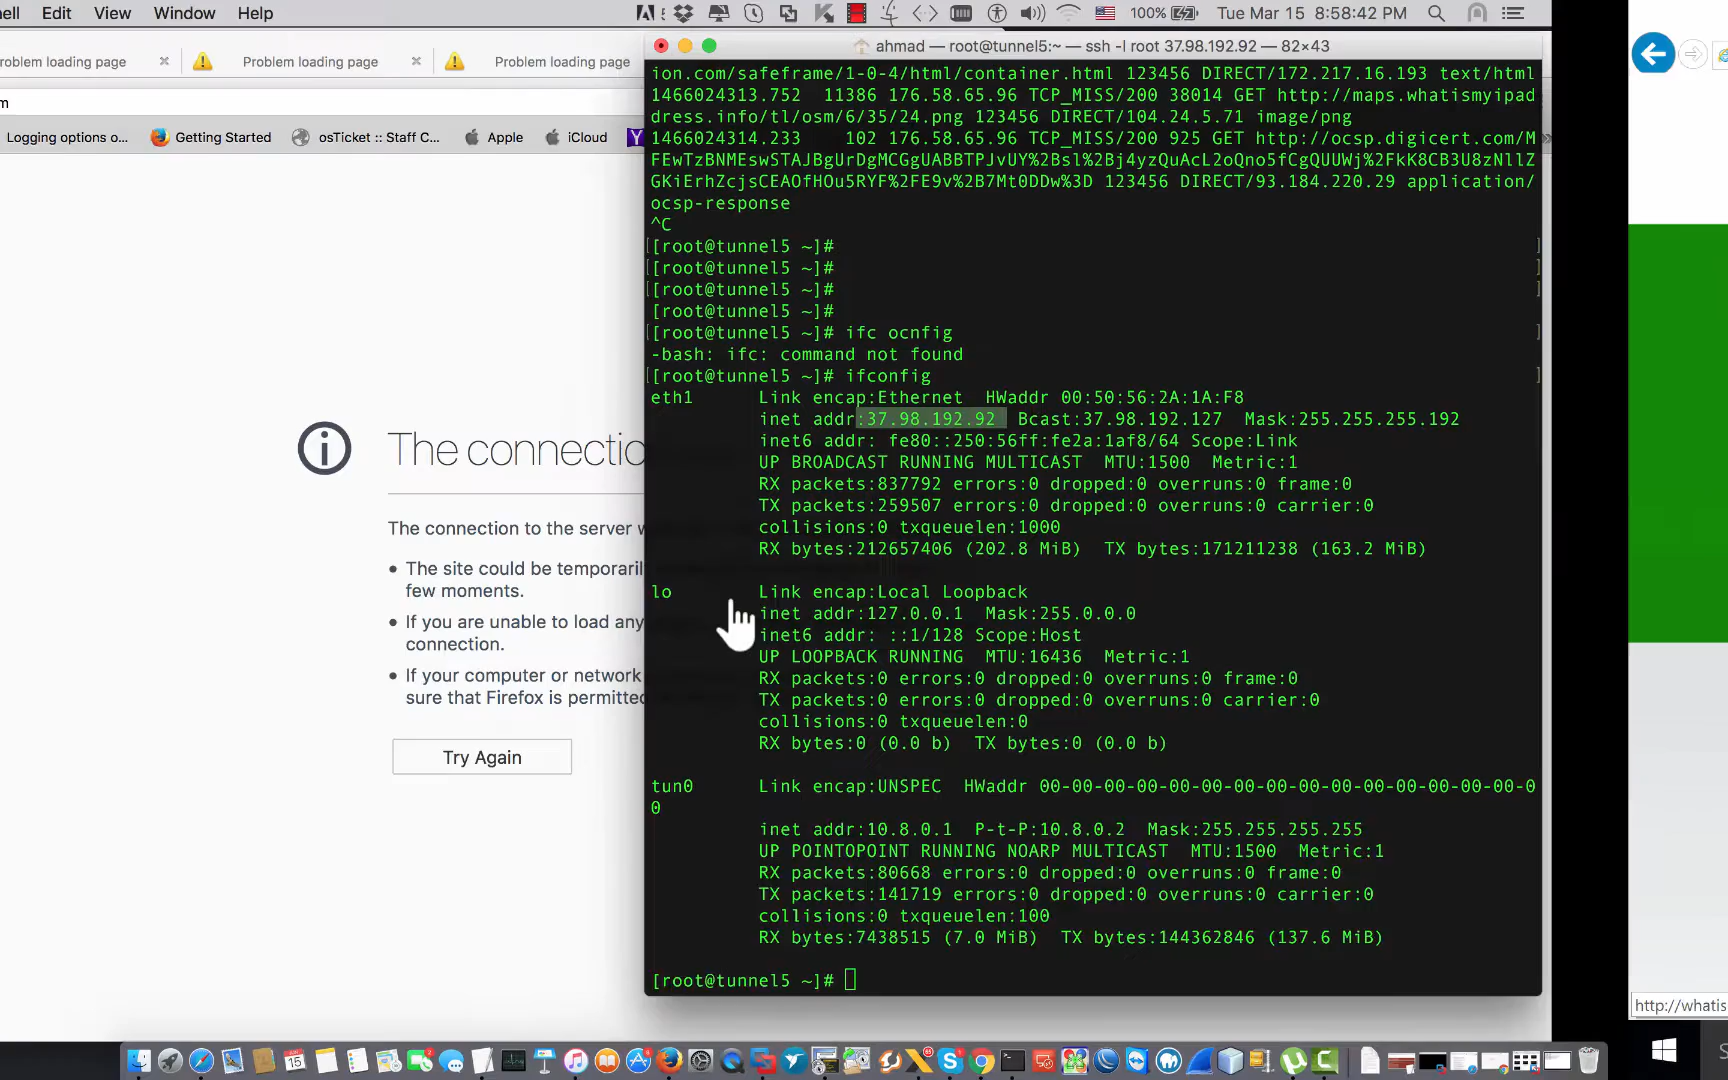 ell Edit View Window Help
100% Tue Mar 15 8:58:42 PM
roblem loading page × Problem loading page × Problem loading page
m
Logging options o... Getting Started osTicket :: Staff C... Apple iCloud
The connectio
The connection to the server w
The site could be temporaril
few moments.
If you are unable to load any
connection.
If your computer or network
sure that Firefox is permitte
Try Again
ahmad — root@tunnel5:~ — ssh -l root 37.98.192.92 — 82×43
ion.com/safeframe/1-0-4/html/container.html 123456 DIRECT/172.217.16.193 text/html
1466024313.752 11386 176.58.65.96 TCP_MISS/200 38014 GET http://maps.whatismyipad
dress.info/tl/osm/6/35/24.png 123456 DIRECT/104.24.5.71 image/png
1466024314.233 102 176.58.65.96 TCP_MISS/200 925 GET http://ocsp.digicert.com/M
FEwTzBNMEswSTAJBgUrDgMCGgUABBTPJvUY%2Bsl%2Bj4yzQuAcL2oQno5fCgQUUWj%2FkK8CB3U8zNllZ
GKiErhZcjsCEAOfHOu5RYF%2FE9v%2B7Mt0DDw%3D 123456 DIRECT/93.184.220.29 application/
ocsp-response
^C
[root@tunnel5 ~]#
[root@tunnel5 ~]#
[root@tunnel5 ~]#
[root@tunnel5 ~]#
[root@tunnel5 ~]# ifc ocnfig
-bash: ifc: command not found
[root@tunnel5 ~]# ifconfig
eth1 Link encap:Ethernet HWaddr 00:50:56:2A:1A:F8
inet addr:37.98.192.92 Bcast:37.98.192.127 Mask:255.255.255.192
inet6 addr: fe80::250:56ff:fe2a:1af8/64 Scope:Link
UP BROADCAST RUNNING MULTICAST MTU:1500 Metric:1
RX packets:837792 errors:0 dropped:0 overruns:0 frame:0
TX packets:259507 errors:0 dropped:0 overruns:0 carrier:0
collisions:0 txqueuelen:1000
RX bytes:212657406 (202.8 MiB) TX bytes:171211238 (163.2 MiB)
lo Link encap:Local Loopback
inet addr:127.0.0.1 Mask:255.0.0.0
inet6 addr: ::1/128 Scope:Host
UP LOOPBACK RUNNING MTU:16436 Metric:1
RX packets:0 errors:0 dropped:0 overruns:0 frame:0
TX packets:0 errors:0 dropped:0 overruns:0 carrier:0
collisions:0 txqueuelen:0
RX bytes:0 (0.0 b) TX bytes:0 (0.0 b)
tun0 Link encap:UNSPEC HWaddr 00-00-00-00-00-00-00-00-00-00-00-00-00-00-00-0
0
inet addr:10.8.0.1 P-t-P:10.8.0.2 Mask:255.255.255.255
UP POINTOPOINT RUNNING NOARP MULTICAST MTU:1500 Metric:1
RX packets:80668 errors:0 dropped:0 overruns:0 frame:0
TX packets:141719 errors:0 dropped:0 overruns:0 carrier:0
collisions:0 txqueuelen:100
RX bytes:7438515 (7.0 MiB) TX bytes:144362846 (137.6 MiB)
[root@tunnel5 ~]#
http://whatis